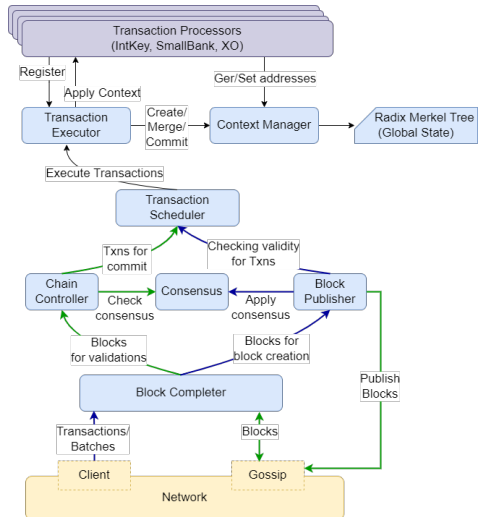 Transaction Processors
(IntKey, SmallBank, XO)
Register
Ger/Set addresses
Apply Context
Transaction
Executor
Create/
Merge/
Commit
Context Manager
Radix Merkel Tree
(Global State)
Execute Transactions
Transaction
Scheduler
Txns for
commit
Checking validity
for Txns
Chain
Controller
Check
consensus
Consensus
Apply
consensus
Block
Publisher
Blocks
for validations
Blocks for
block creation
Publish
Blocks
Block Completer
Transactions/
Batches
Blocks
Client
Gossip
Network